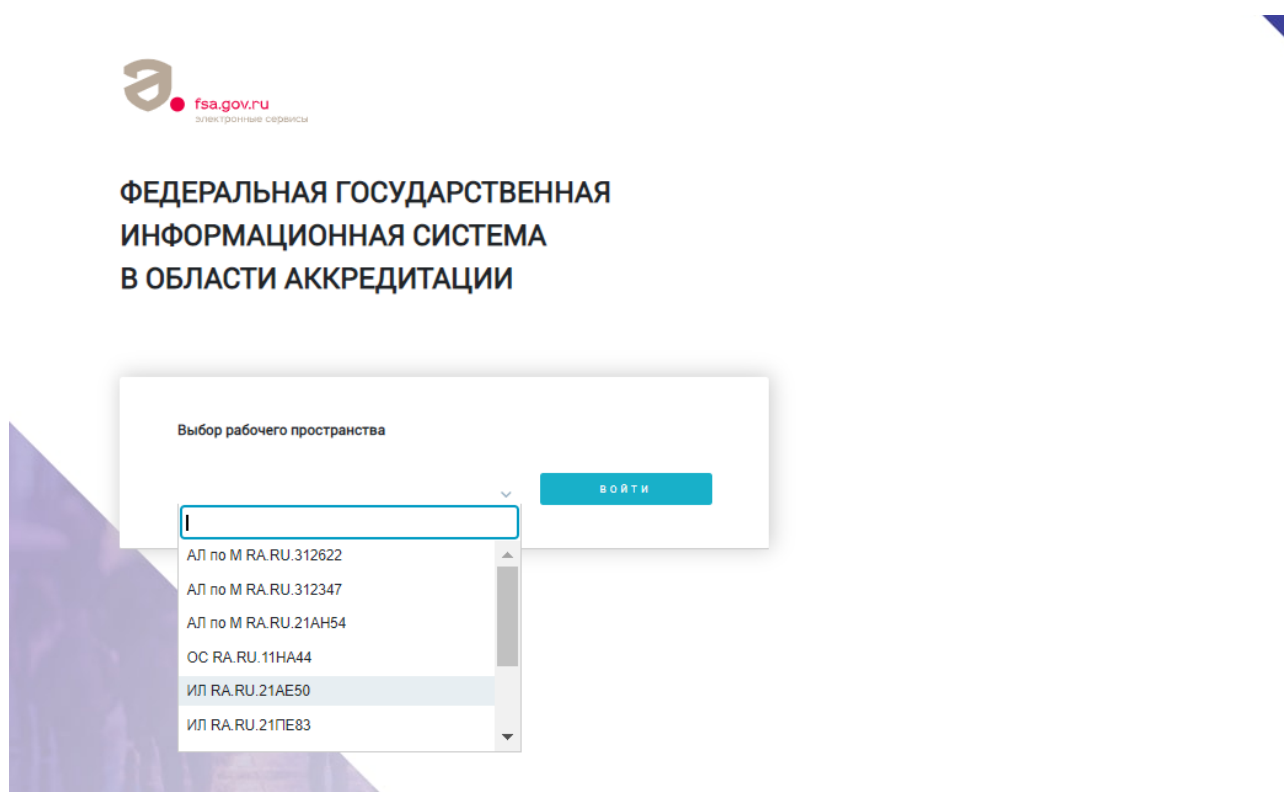 fsa.gov.ru
электронные сервисы
ФЕДЕРАЛЬНАЯ ГОСУДАРСТВЕННАЯ
ИНФОРМАЦИОННАЯ СИСТЕМА
В ОБЛАСТИ АККРЕДИТАЦИИ
Выбор рабочего пространства
ВОЙТИ
АЛ по М RA.RU.312622
АЛ по М RA.RU.312347
АЛ по М RA.RU.21АН54
ОС RA.RU.11НА44
ИЛ RA.RU.21АЕ50
ИЛ RA.RU.21ПЕ83